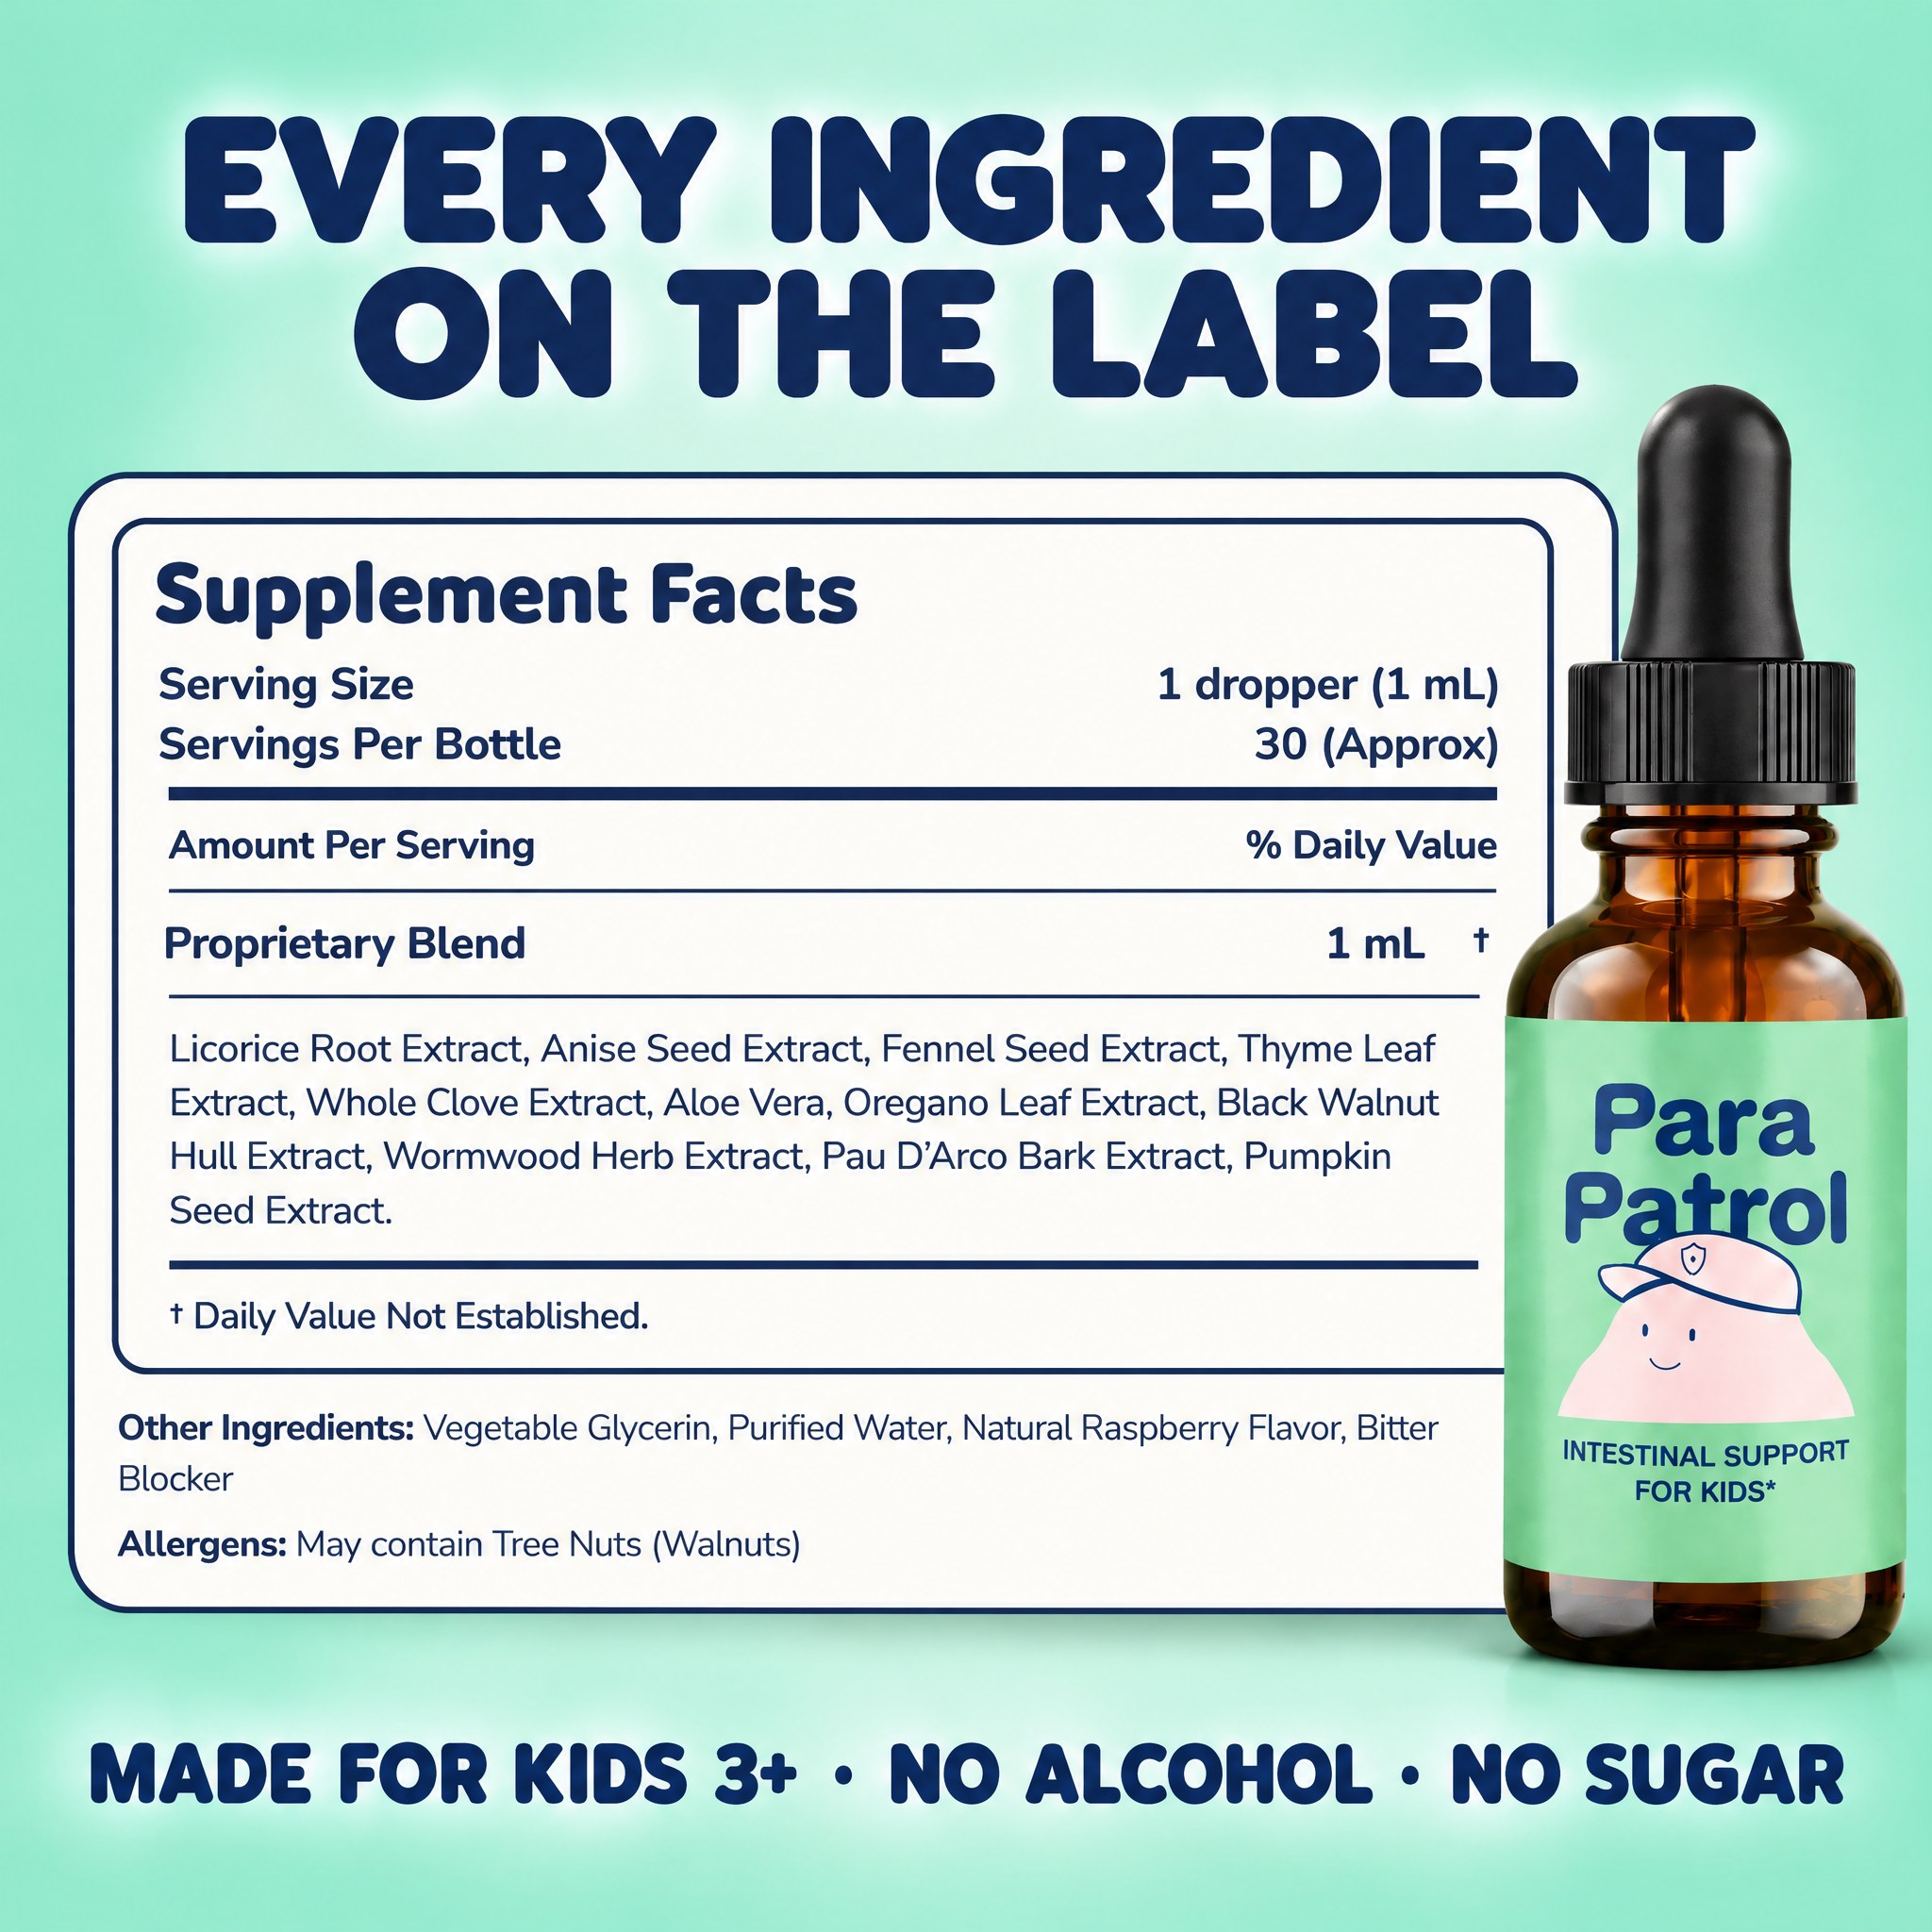 EVERY INGREDIENT
ON THE LABEL
Supplement Facts
Serving Size 1 dropper (1 mL)
Servings Per Bottle 30 (Approx)
Amount Per Serving % Daily Value
Proprietary Blend 1 mL †
Licorice Root Extract, Anise Seed Extract, Fennel Seed Extract, Thyme Leaf
Extract, Whole Clove Extract, Aloe Vera, Oregano Leaf Extract, Black Walnut
Hull Extract, Wormwood Herb Extract, Pau D’Arco Bark Extract, Pumpkin
Seed Extract.
† Daily Value Not Established.
Other Ingredients: Vegetable Glycerin, Purified Water, Natural Raspberry Flavor, Bitter
Blocker
Allergens: May contain Tree Nuts (Walnuts)
Para
Patrol
INTESTINAL SUPPORT
FOR KIDS*
MADE FOR KIDS 3+ • NO ALCOHOL • NO SUGAR